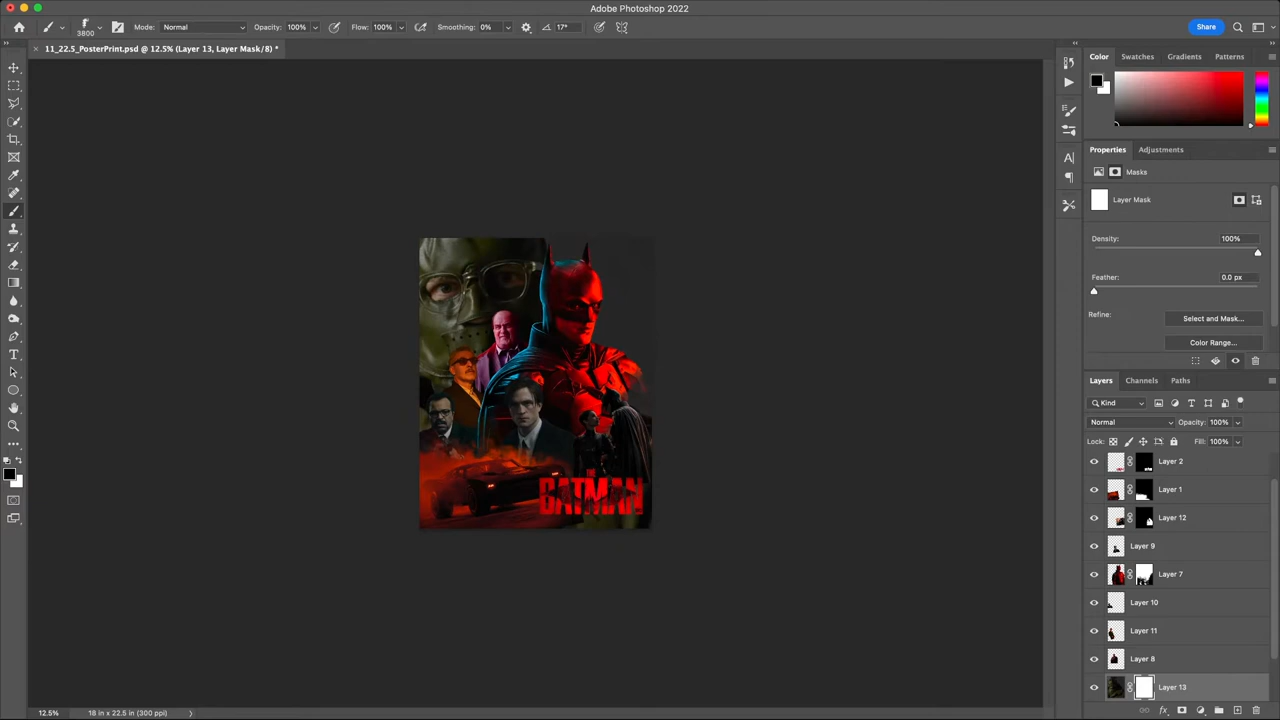 Adobe Photoshop 2022
3800
Mode: Normal
Opacity: 100%
Flow: 100%
Smoothing: 0%
17°
Share
11_22.5_PosterPrint.psd @ 12.5% (Layer 13, Layer Mask/8) *
Color
Swatches
Gradients
Patterns
Properties
Adjustments
Masks
Layer Mask
Density:
100%
Feather:
0.0 px
Refine:
Select and Mask...
Color Range...
Layers
Channels
Paths
Kind
Normal
Opacity: 100%
Lock:
Fill: 100%
Layer 2
Layer 1
Layer 12
Layer 9
Layer 7
Layer 10
Layer 11
Layer 8
Layer 13
THE
BATMAN
12.5%
18 in x 22.5 in (300 ppi)